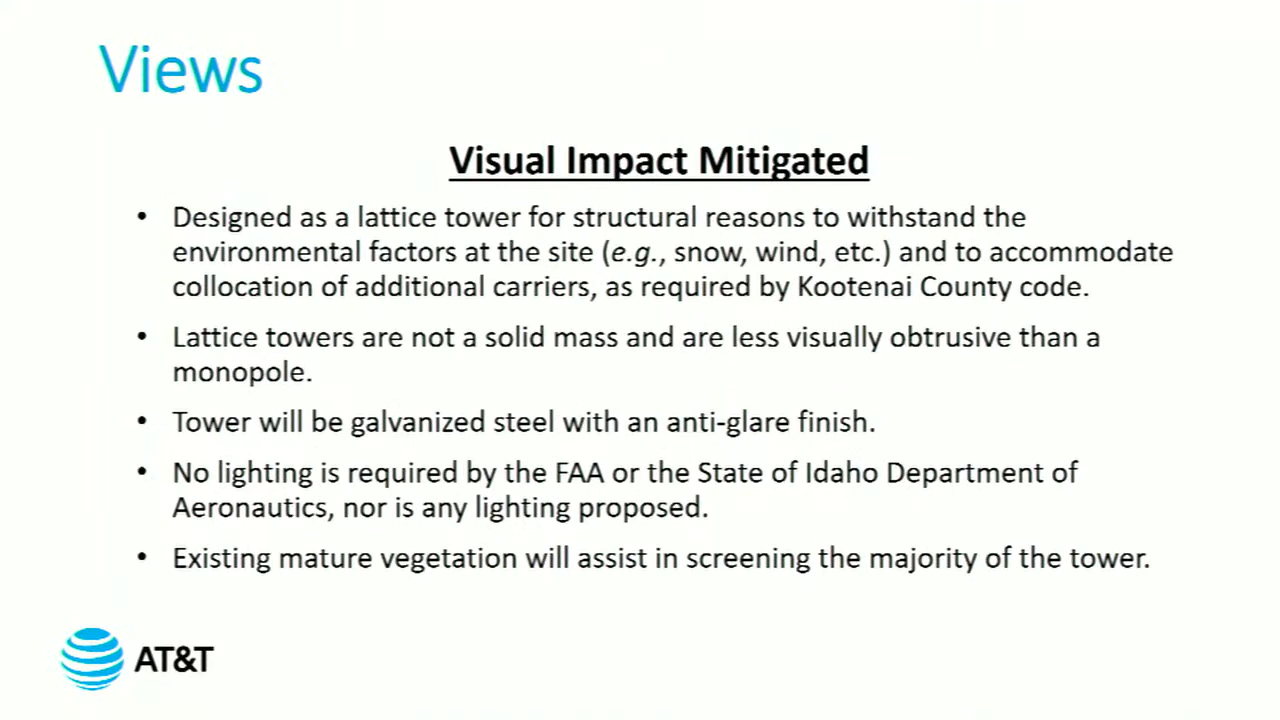 Views
Visual Impact Mitigated
• Designed as a lattice tower for structural reasons to withstand the
environmental factors at the site (e.g., snow, wind, etc.) and to accommodate
collocation of additional carriers, as required by Kootenai County code.
• Lattice towers are not a solid mass and are less visually obtrusive than a
monopole.
• Tower will be galvanized steel with an anti-glare finish.
• No lighting is required by the FAA or the State of Idaho Department of
Aeronautics, nor is any lighting proposed.
• Existing mature vegetation will assist in screening the majority of the tower.
AT&T